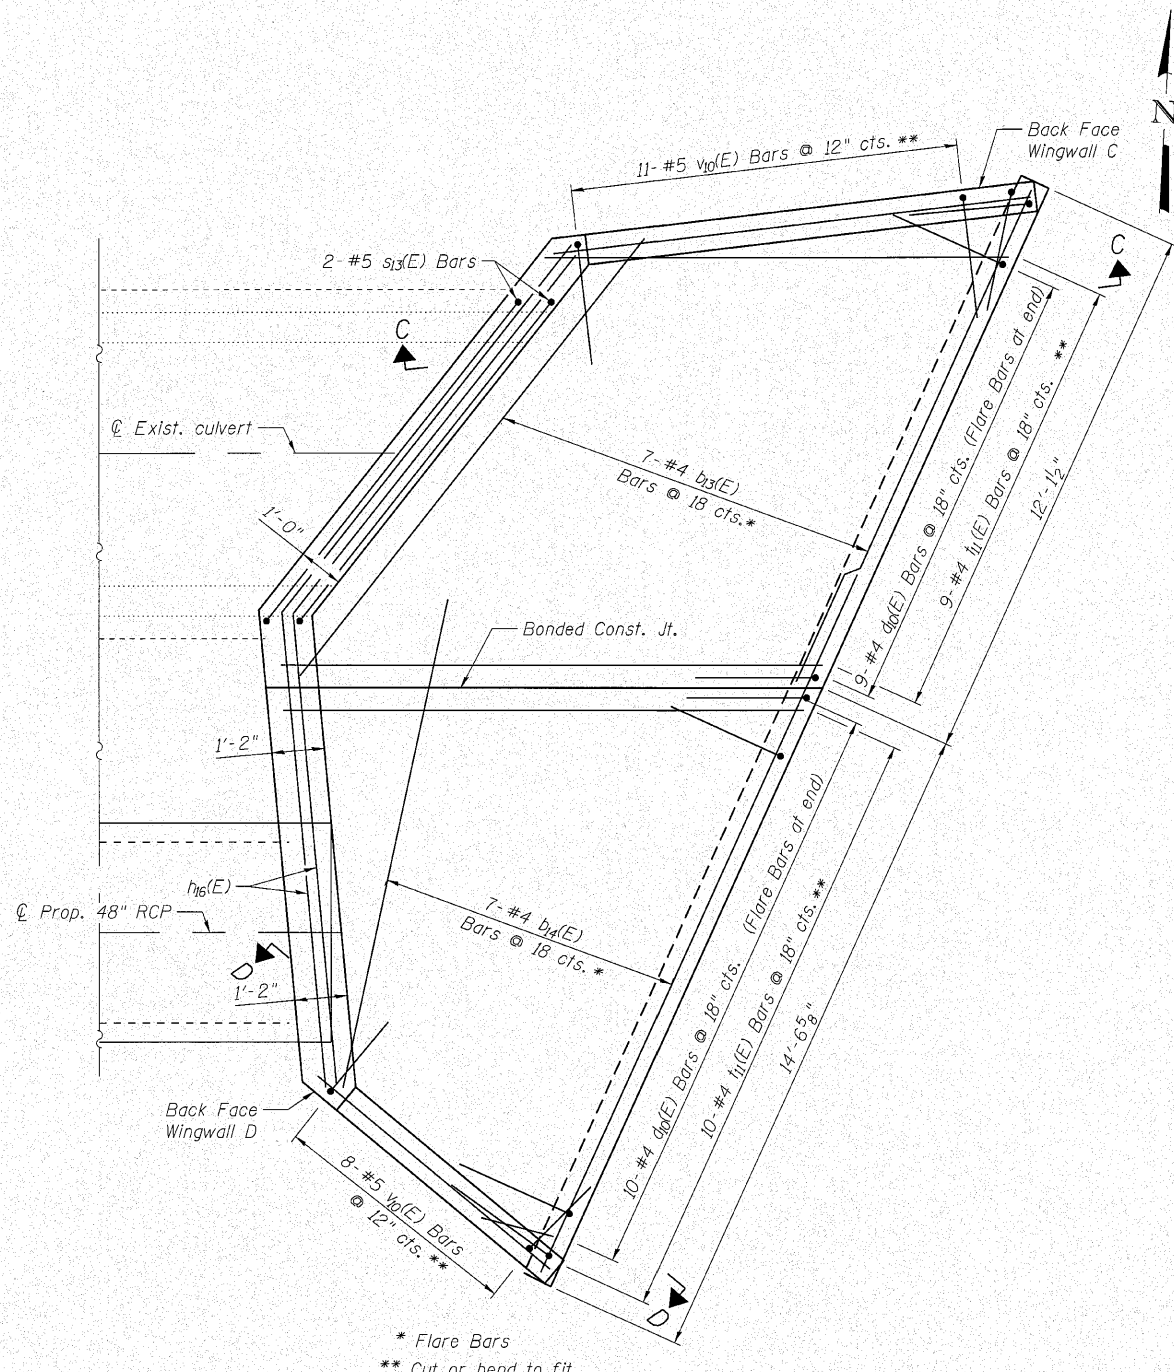 N
11-#5 v10(E) Bars @ 12" cts. **
Back Face
Wingwall C
2-#5 s13(E) Bars
C
C
℄ Exist. culvert
7-#4 b13(E)
Bars @ 18 cts.*
9-#4 d10(E) Bars @ 18" cts. (Flare Bars at end)
9-#4 t11(E) Bars @ 18" cts. **
12'-1½"
1'-0"
Bonded Const. Jt.
1'-2"
h16(E)
℄ Prop. 48" RCP
7-#4 b14(E)
Bars @ 18 cts. *
D
1'-2"
10-#4 d10(E) Bars @ 18" cts. (Flare Bars at end)
10-#4 t11(E) Bars @ 18" cts. **
14'-6⅝"
Back Face
Wingwall D
8-#5 v10(E) Bars
@ 12" cts. **
D
* Flare Bars
** Cut or bend to fit